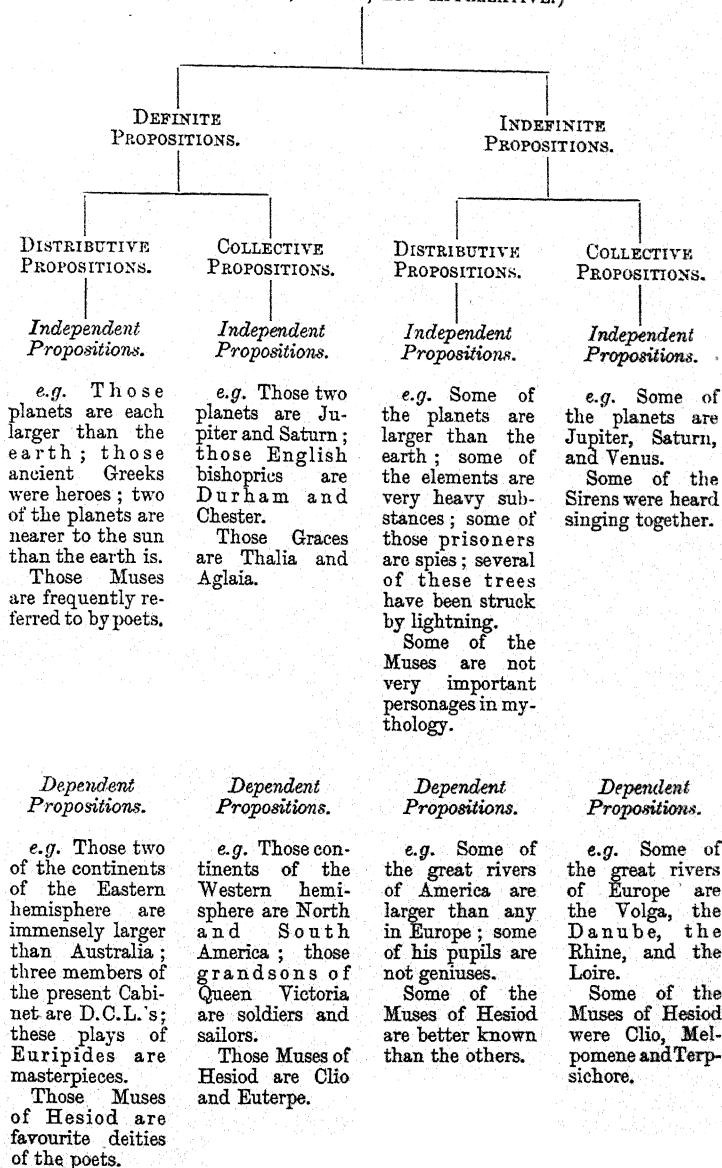 DEFINITE
PROPOSITIONS.
INDEFINITE
PROPOSITIONS.
DISTRIBUTIVE
PROPOSITIONS.
Independent
Propositions.
e.g. Those
planets are each
larger than the
earth; those
ancient Greeks
were heroes; two
of the planets are
nearer to the sun
than the earth is.
Those Muses
are frequently re-
ferred to by poets.
COLLECTIVE
PROPOSITIONS.
Independent
Propositions.
e.g. Those two
planets are Ju-
piter and Saturn;
those English
bishoprics are
Durham and
Chester.
Those Graces
are Thalia and
Aglaia.
DISTRIBUTIVE
PROPOSITIONS.
Independent
Propositions.
e.g. Some of
the planets are
larger than the
earth; some of
the elements are
very heavy sub-
stances; some of
those prisoners
are spies; several
of these trees
have been struck
by lightning.
Some of the
Muses are not
very important
personages in my-
thology.
COLLECTIVE
PROPOSITIONS.
Independent
Propositions.
e.g. Some of
the planets are
Jupiter, Saturn,
and Venus.
Some of the
Sirens were heard
singing together.
Dependent
Propositions.
e.g. Those two
of the continents
of the Eastern
hemisphere are
immensely larger
than Australia;
three members of
the present Cabi-
net are D.C.L.'s;
these plays of
Euripides are
masterpieces.
Those Muses
of Hesiod are
favourite deities
of the poets.
Dependent
Propositions.
e.g. Those con-
tinents of the
Western hemi-
sphere are North
and South
America; those
grandsons of
Queen Victoria
are soldiers and
sailors.
Those Muses of
Hesiod are Clio
and Euterpe.
Dependent
Propositions.
e.g. Some of
the great rivers
of America are
larger than any
in Europe; some
of his pupils are
not geniuses.
Some of the
Muses of Hesiod
are better known
than the others.
Dependent
Propositions.
e.g. Some of
the great rivers
of Europe are
the Volga, the
Danube, the
Rhine, and the
Loire.
Some of the
Muses of Hesiod
were Clio, Mel-
pomene and Terp-
sichore.